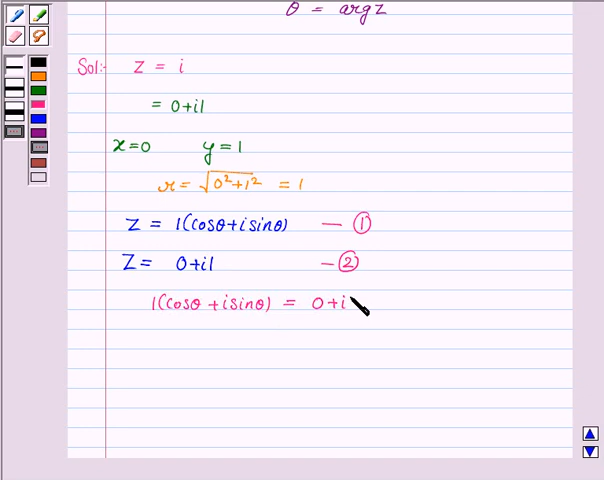 θ = arg z
Sol:- Z = i
= 0+i1
x=0 y=1
r = √0²+1² = 1
Z = 1(cosθ+isinθ) — ①
Z = 0+i1 — ②
1(cosθ +isinθ) = 0+i